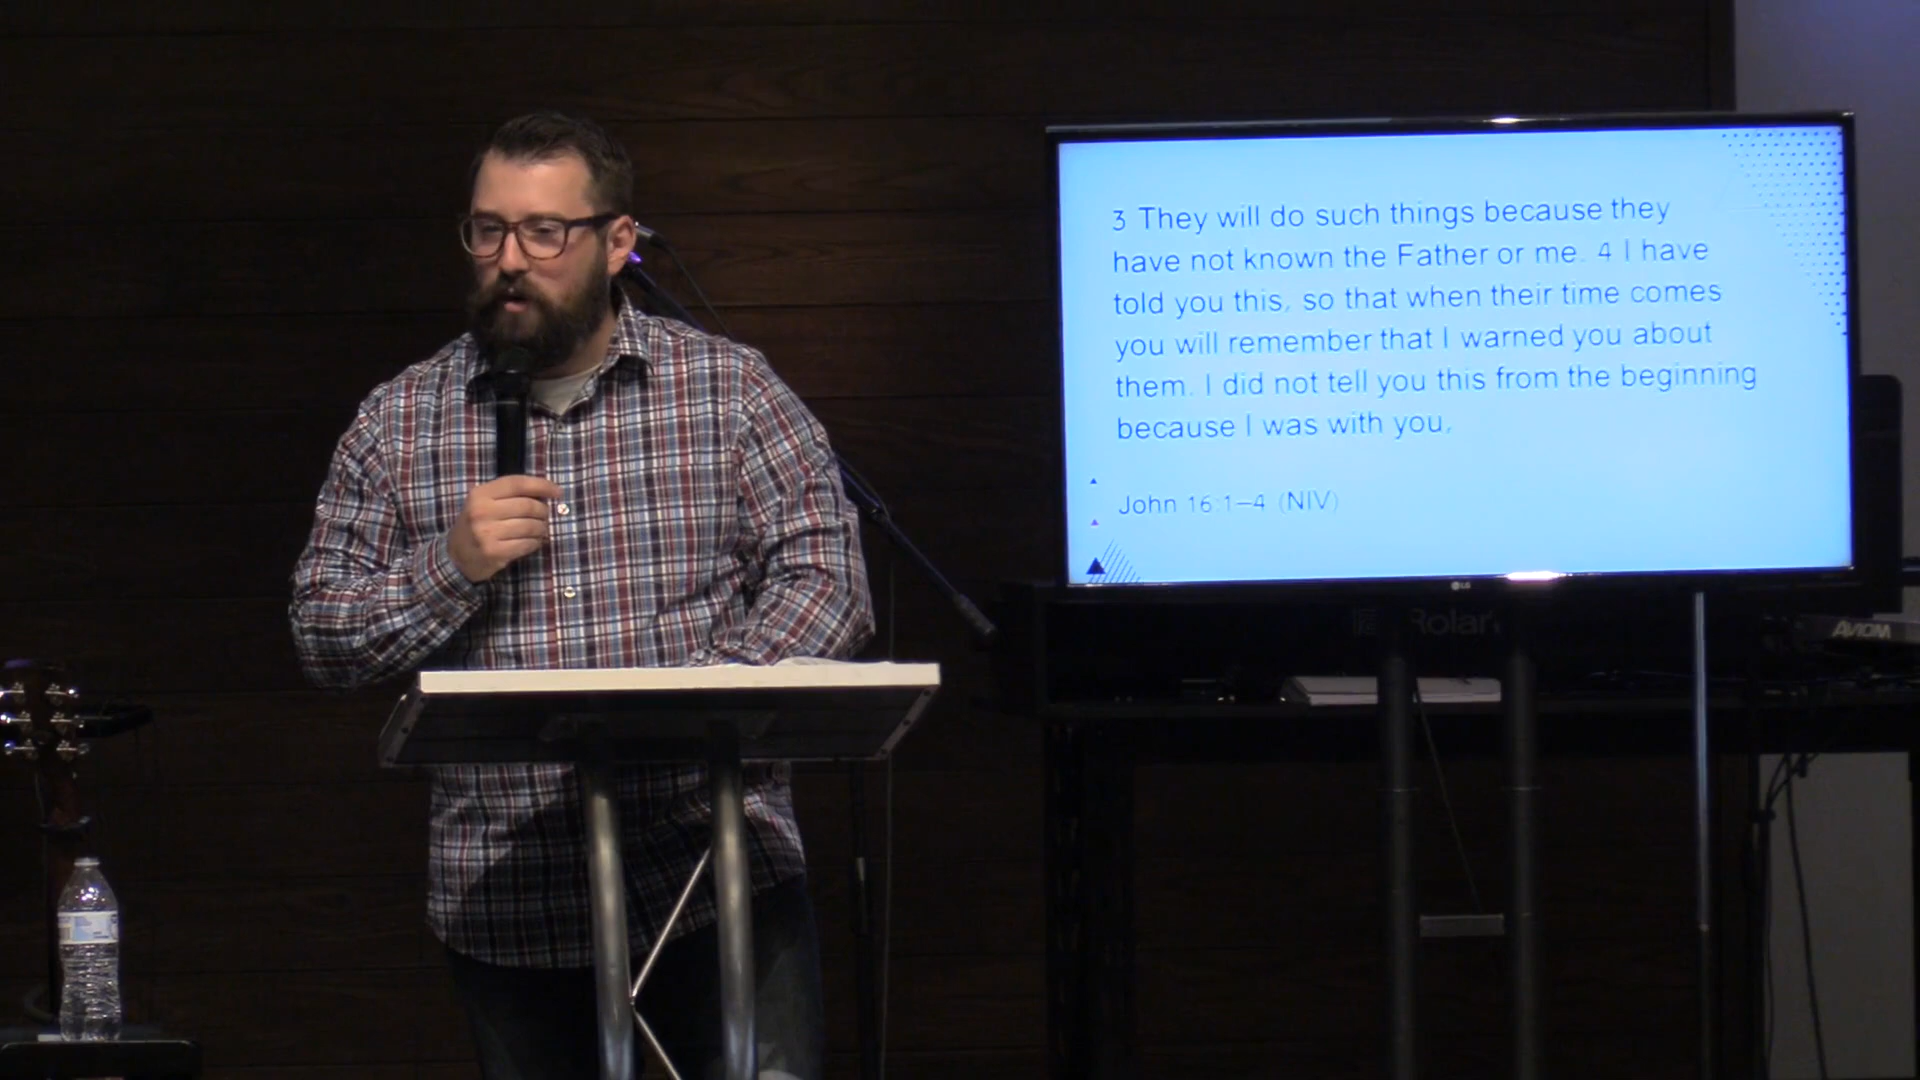 3 They will do such things because they
have not known the Father or me. 4 I have
told you this, so that when their time comes
you will remember that I warned you about
them. I did not tell you this from the beginning
because I was with you,
John 16:1–4 (NIV)
LG
Roland
AVIOM